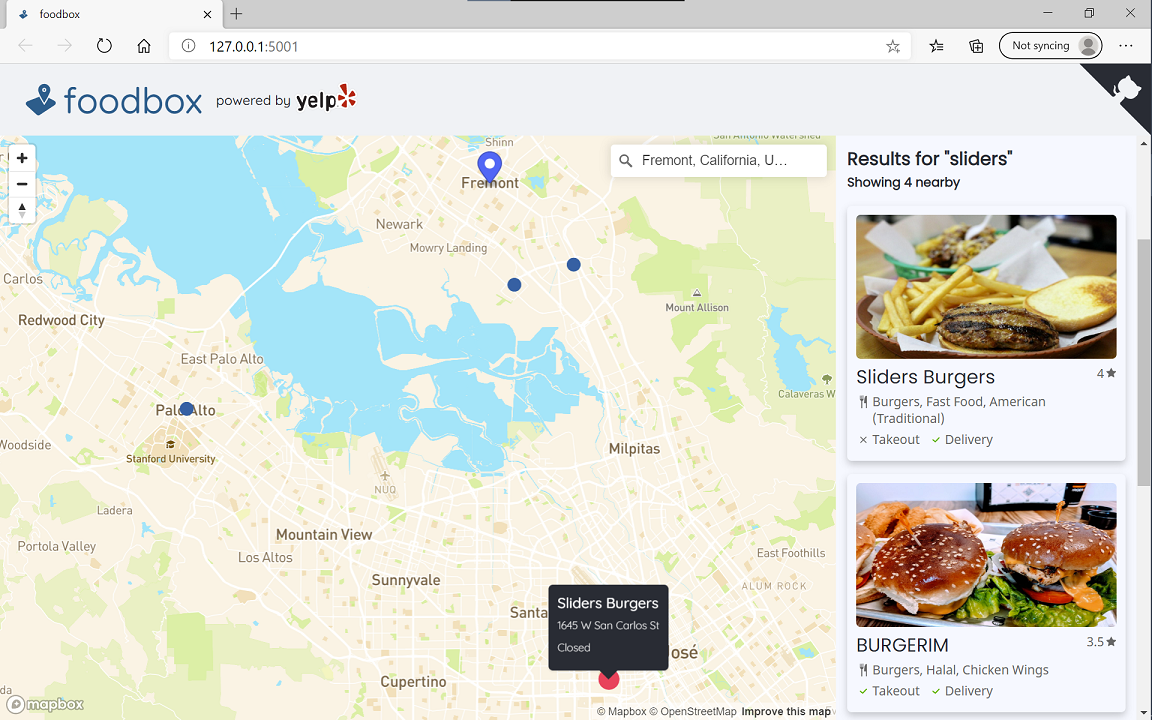 foodbox
127.0.0.1:5001
Not syncing
foodbox powered by yelp
San Antonio Watershed
Shinn
Fremont, California, U…
Fremont
Newark
Mowry Landing
Carlos
Mount Allison
Redwood City
East Palo Alto
Calaveras W
Palo Alto
Woodside
Stanford University
Milpitas
NUQ
Ladera
Mountain View
Portola Valley
Los Altos
East Foothills
Sunnyvale
ALUM ROCK
Santa
Sliders Burgers
1645 W San Carlos St
Closed
José
Cupertino
da
mapbox
© Mapbox © OpenStreetMap Improve this map
Results for "sliders"
Showing 4 nearby
Sliders Burgers
4★
Burgers, Fast Food, American
(Traditional)
× Takeout ✓ Delivery
BURGERIM
3.5★
Burgers, Halal, Chicken Wings
✓ Takeout ✓ Delivery